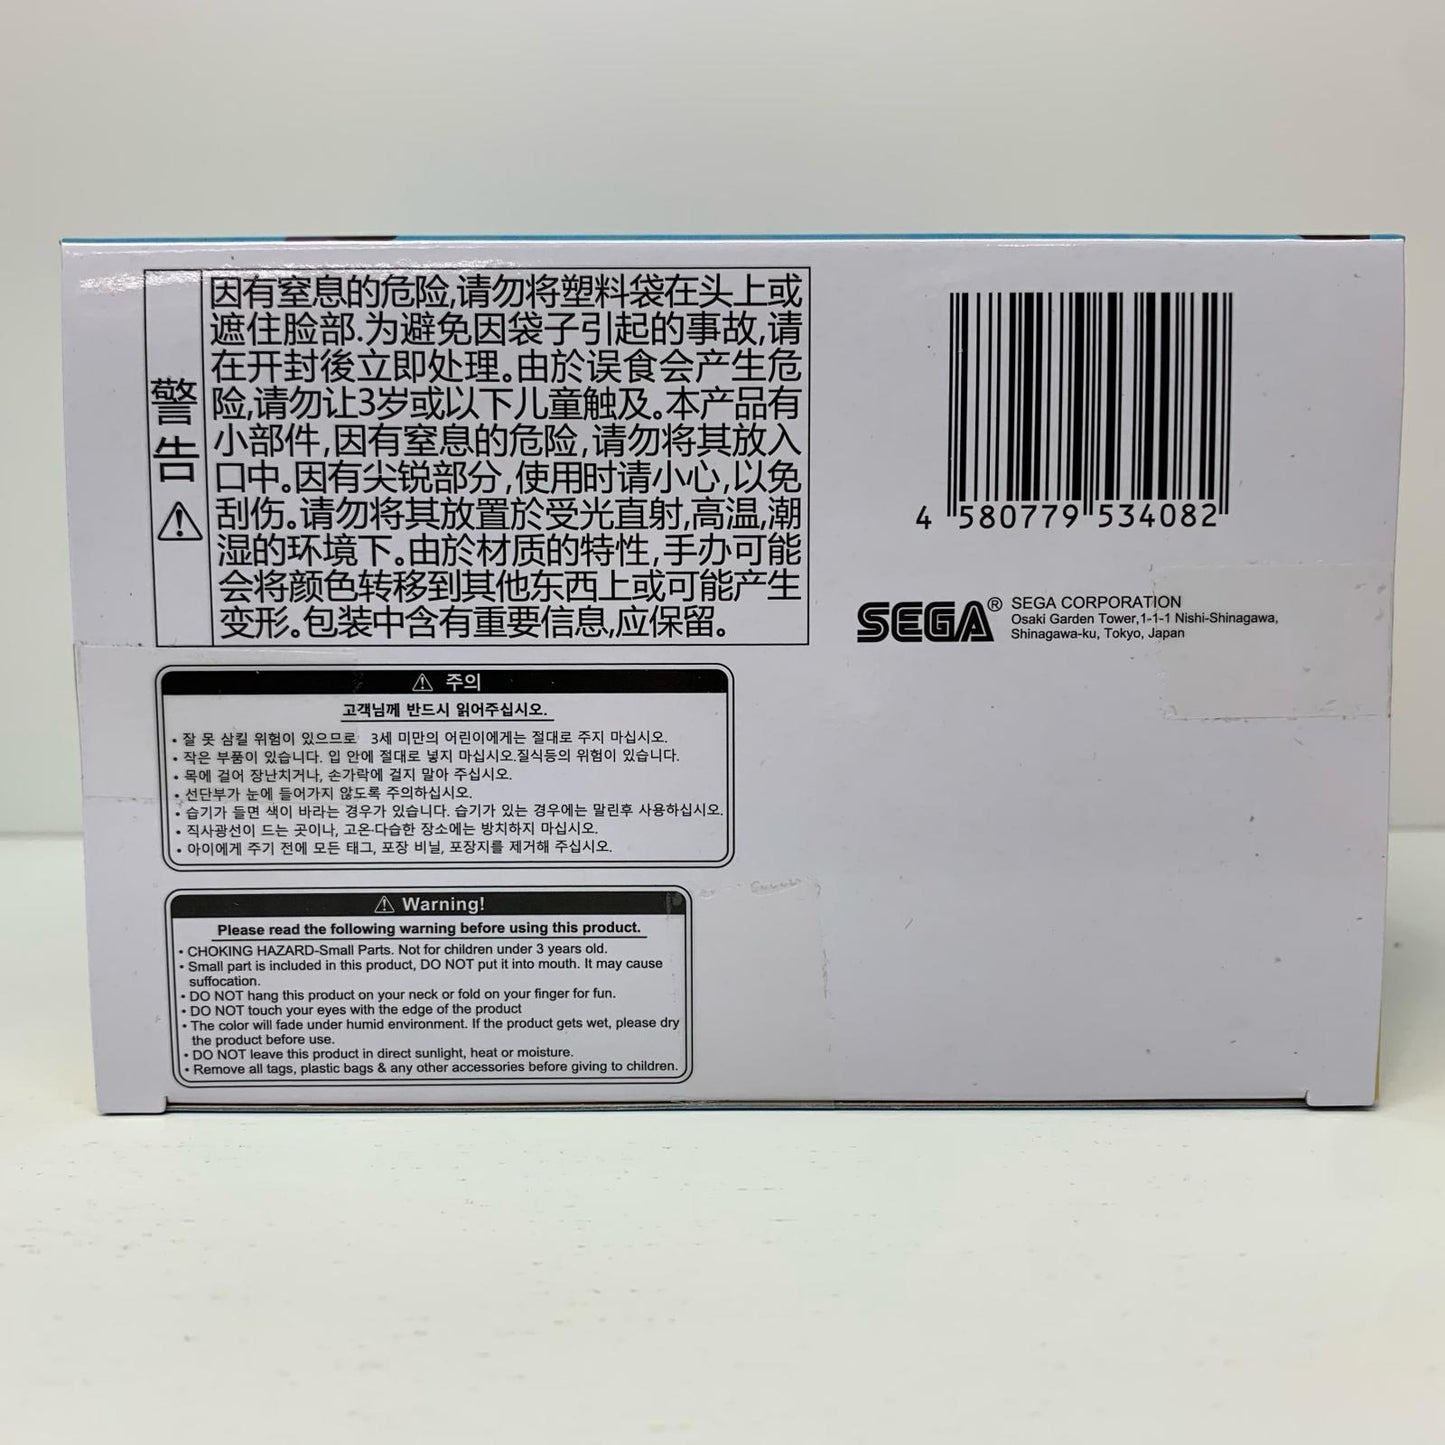 警告
因有窒息的危险,请勿将塑料袋在头上或
遮住脸部.为避免因袋子引起的事故,请
在开封後立即处理。由於误食会产生危
险,请勿让3岁或以下儿童触及。本产品有
小部件,因有窒息的危险,请勿将其放入
口中。因有尖锐部分,使用时请小心,以免
刮伤。请勿将其放置於受光直射,高温,潮
湿的环境下。由於材质的特性,手办可能
会将颜色转移到其他东西上或可能产生
变形。包装中含有重要信息,应保留。
4 580779 534082
SEGA® SEGA CORPORATION
Osaki Garden Tower,1-1-1 Nishi-Shinagawa,
Shinagawa-ku, Tokyo, Japan
⚠ 주의
고객님께 반드시 읽어주십시오.
• 잘 못 삼킬 위험이 있으므로 3세 미만의 어린이에게는 절대로 주지 마십시오.
• 작은 부품이 있습니다. 입 안에 절대로 넣지 마십시오.질식등의 위험이 있습니다.
• 목에 걸어 장난치거나, 손가락에 걸지 말아 주십시오.
• 선단부가 눈에 들어가지 않도록 주의하십시오.
• 습기가 들면 색이 바라는 경우가 있습니다. 습기가 있는 경우에는 말린후 사용하십시오.
• 직사광선이 드는 곳이나, 고온·다습한 장소에는 방치하지 마십시오.
• 아이에게 주기 전에 모든 태그, 포장 비닐, 포장지를 제거해 주십시오.
⚠ Warning!
Please read the following warning before using this product.
• CHOKING HAZARD-Small Parts. Not for children under 3 years old.
• Small part is included in this product, DO NOT put it into mouth. It may cause
suffocation.
• DO NOT hang this product on your neck or fold on your finger for fun.
• DO NOT touch your eyes with the edge of the product
• The color will fade under humid environment. If the product gets wet, please dry
the product before use.
• DO NOT leave this product in direct sunlight, heat or moisture.
• Remove all tags, plastic bags & any other accessories before giving to children.